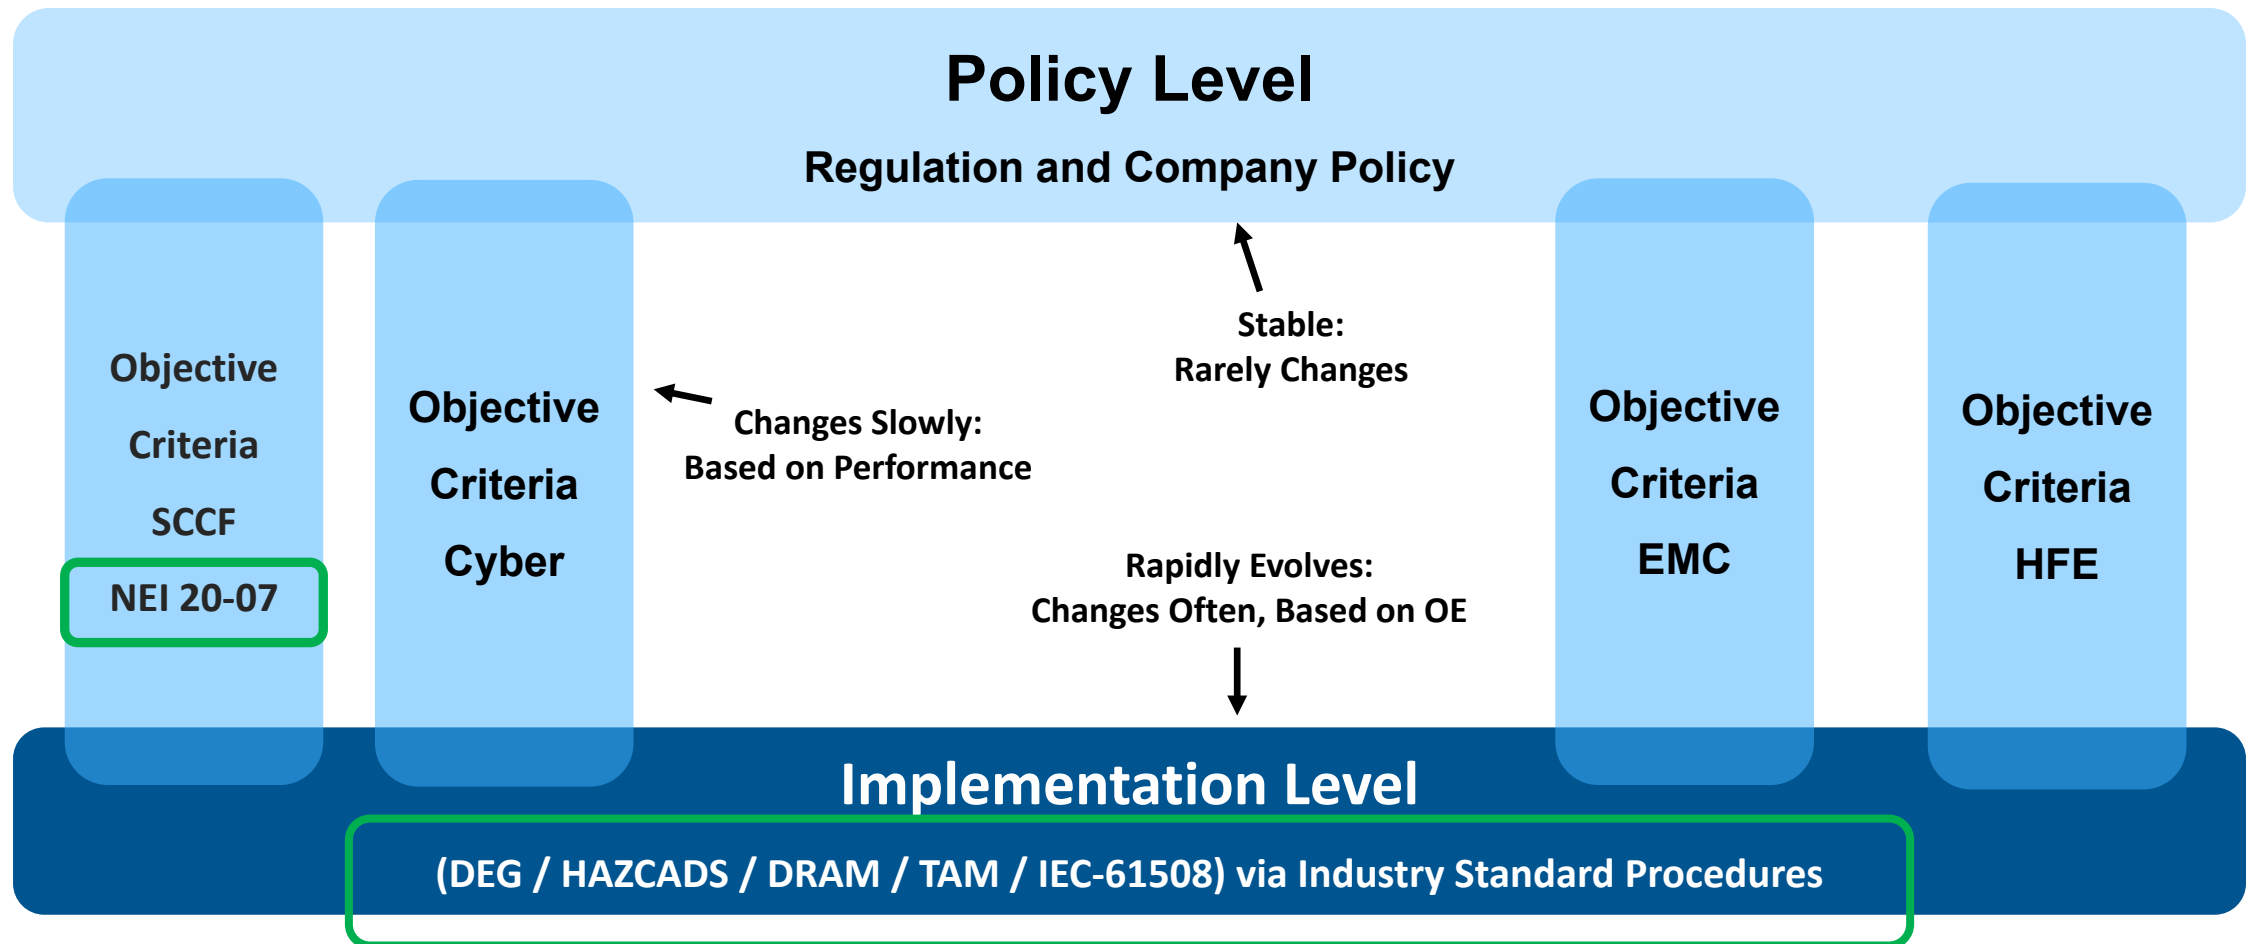 Policy Level
Regulation and Company Policy
Objective
Criteria
SCCF
NEI 20-07
Objective
Criteria
Cyber
Changes Slowly:
Based on Performance
Stable:
Rarely Changes
Rapidly Evolves:
Changes Often, Based on OE
Objective
Criteria
EMC
Objective
Criteria
HFE
Implementation Level
(DEG / HAZCADS / DRAM / TAM / IEC-61508) via Industry Standard Procedures